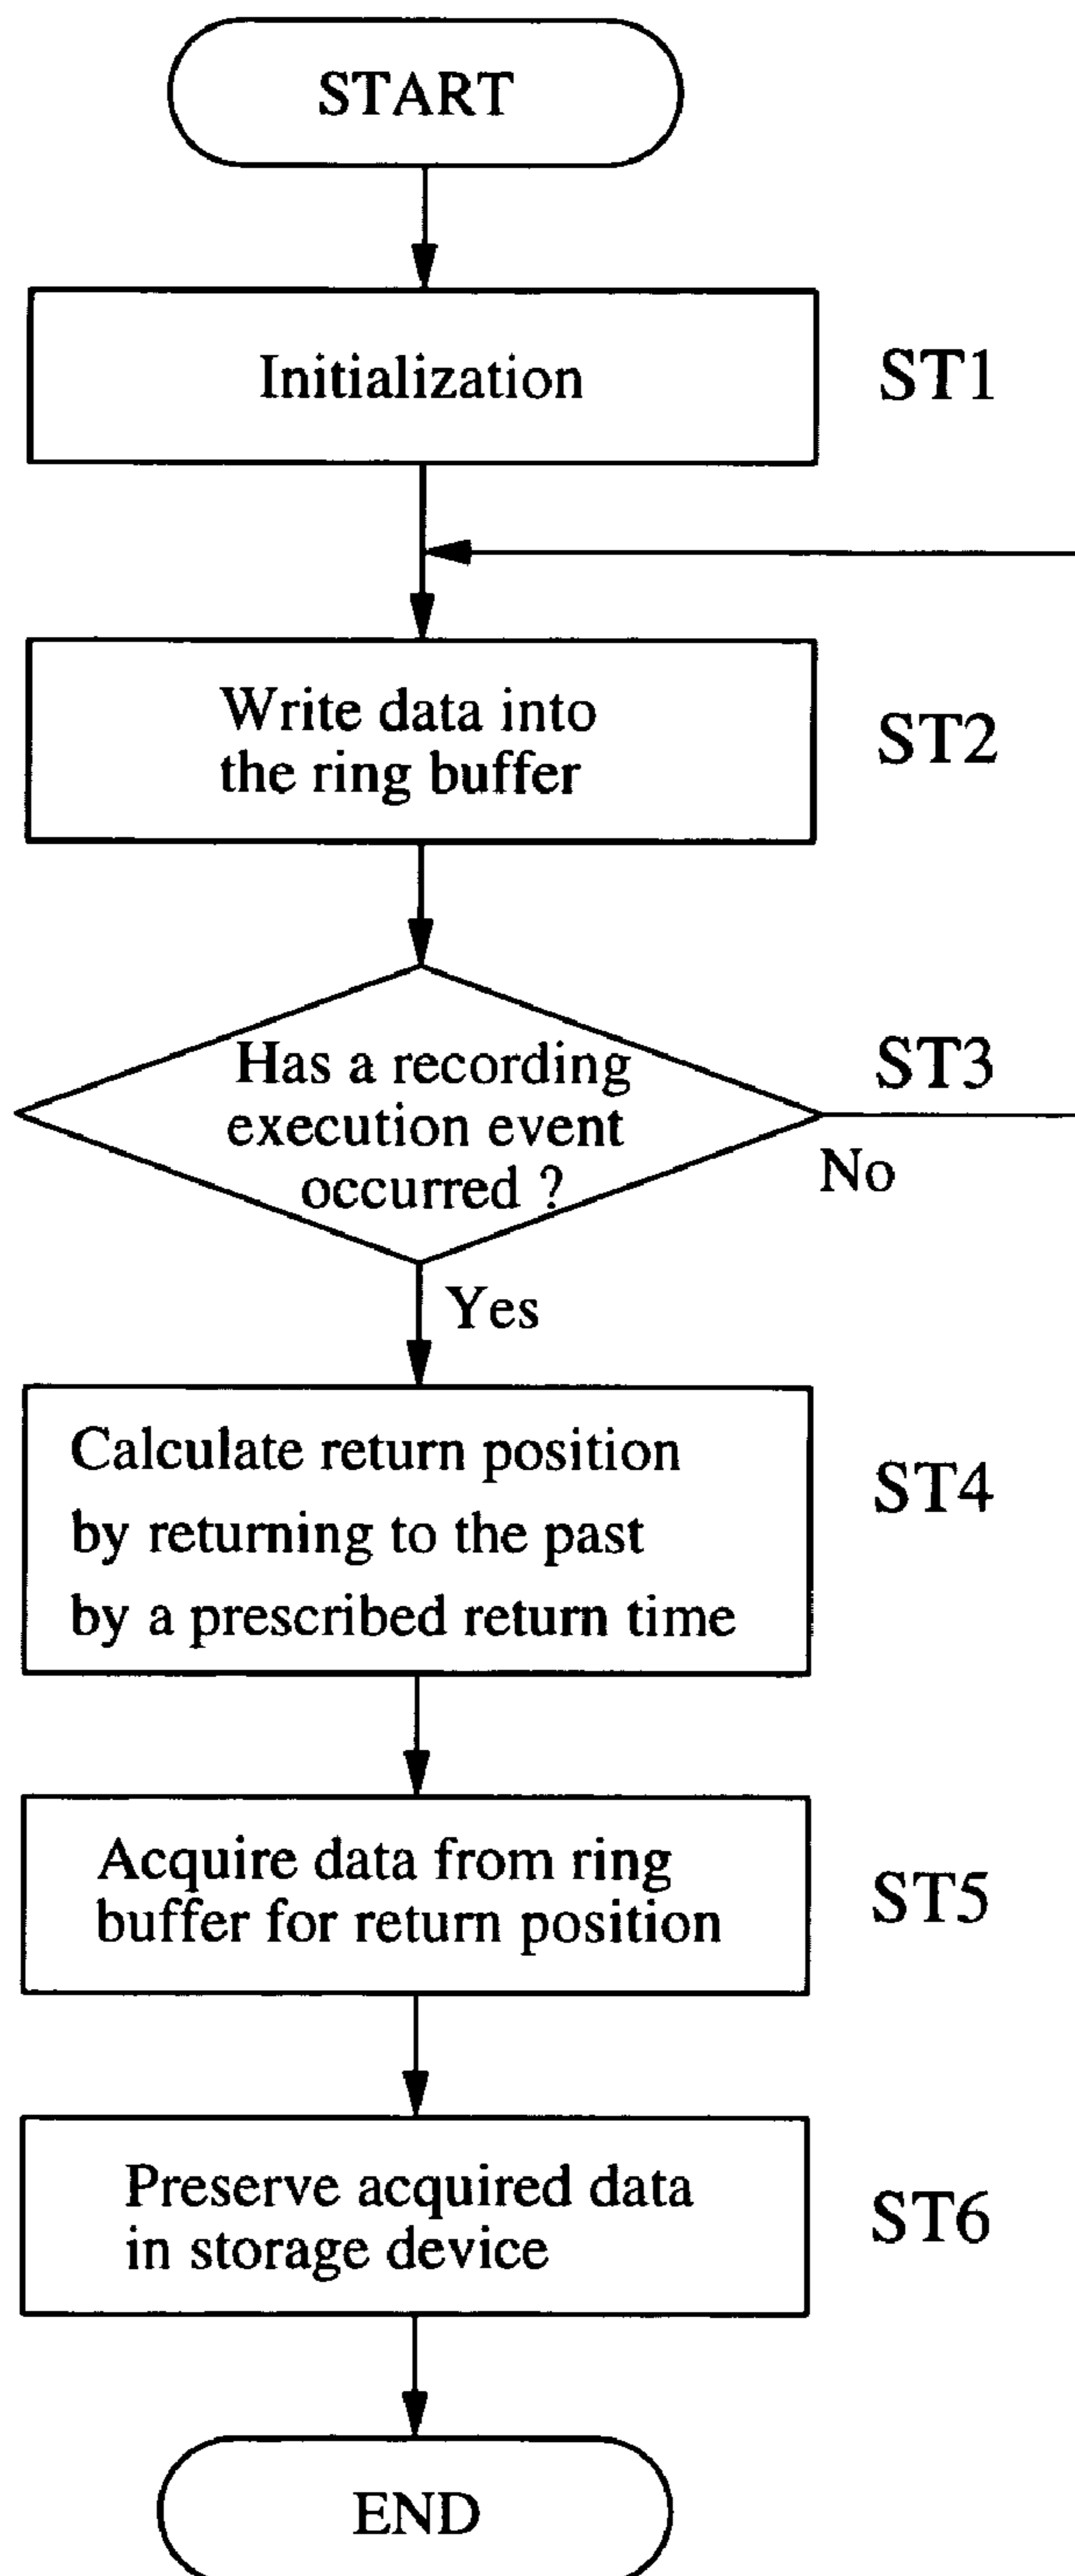 START
Initialization
ST1
Write data into
the ring buffer
ST2
Has a recording
execution event
occurred ?
ST3
No
Yes
Calculate return position
by returning to the past
by a prescribed return time
ST4
Acquire data from ring
buffer for return position
ST5
Preserve acquired data
in storage device
ST6
END